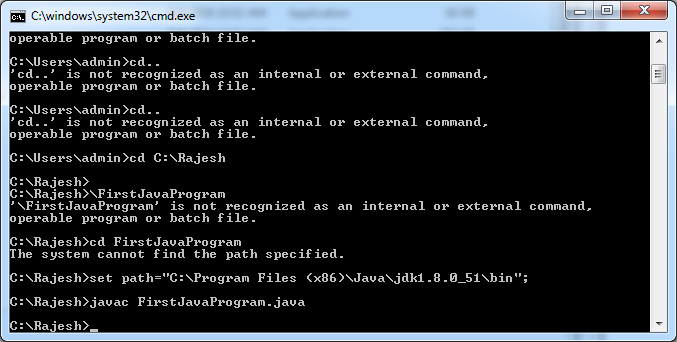 C:\windows\system32\cmd.exe
operable program or batch file.
C:\Users\admin>cd..
'cd..' is not recognized as an internal or external command,
operable program or batch file.
C:\Users\admin>cd..
'cd..' is not recognized as an internal or external command,
operable program or batch file.
C:\Users\admin>cd C:\Rajesh
C:\Rajesh>
C:\Rajesh>\FirstJavaProgram
'\FirstJavaProgram' is not recognized as an internal or external command,
operable program or batch file.
C:\Rajesh>cd FirstJavaProgram
The system cannot find the path specified.
C:\Rajesh>set path="C:\Program Files (x86)\Java\jdk1.8.0_51\bin";
C:\Rajesh>javac FirstJavaProgram.java
C:\Rajesh>_